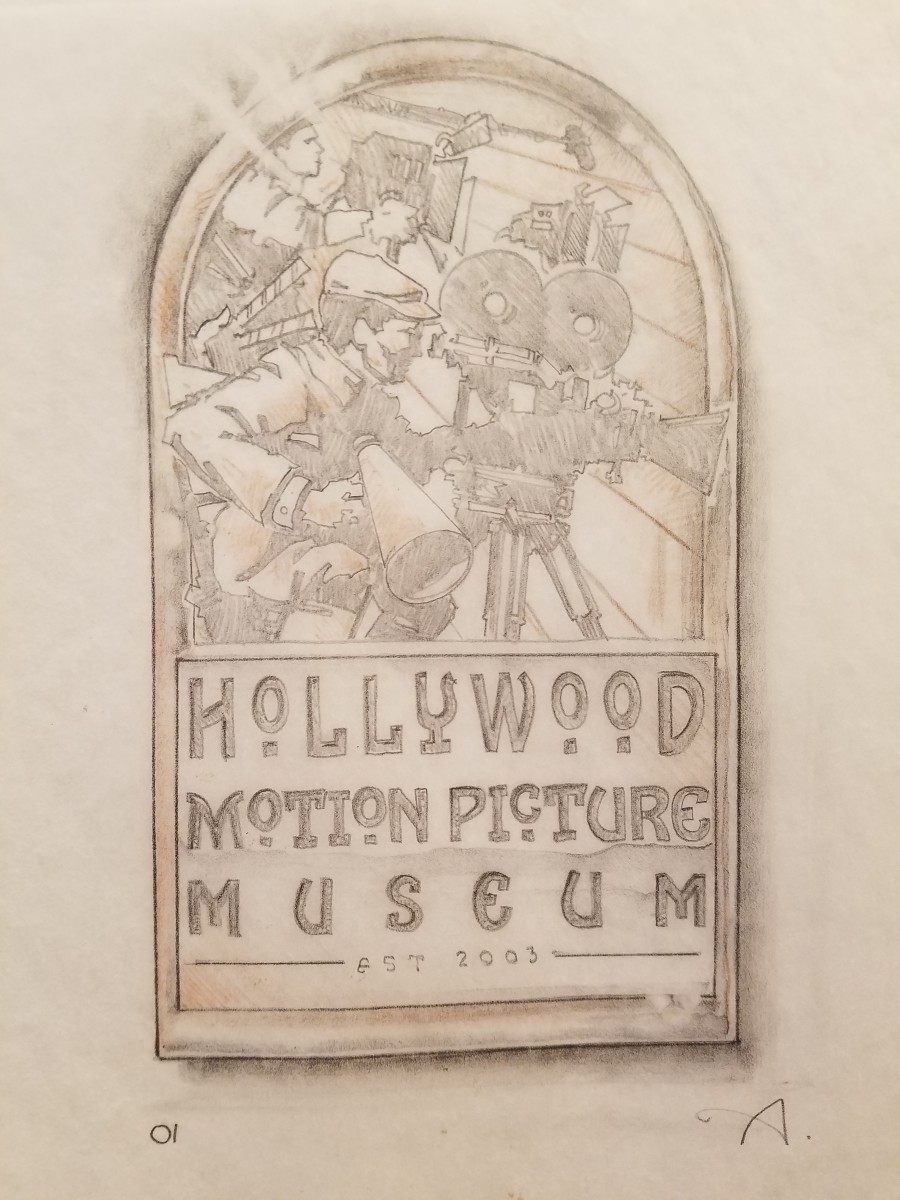 HOLLYWOOD
MOTION PICTURE
MUSEUM
EST 2003
01
A.